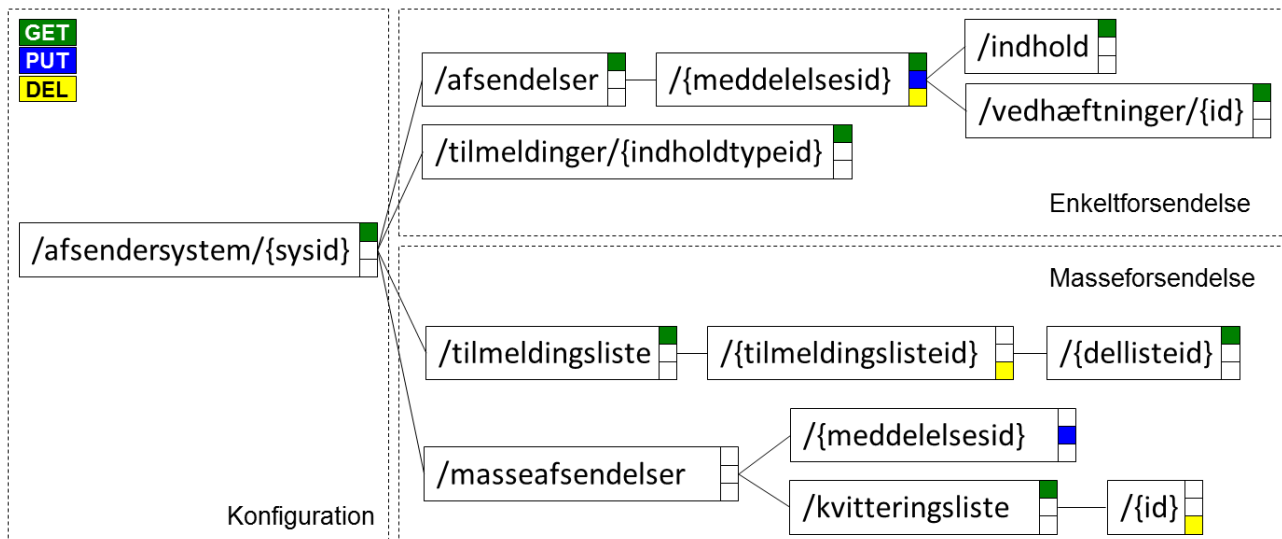 GET
PUT
DEL
/afsendersystem/{sysid}
Konfiguration
/afsendelser
/{meddelelsesid}
/indhold
/vedhæftninger/{id}
/tilmeldinger/{indholdtypeid}
Enkeltforsendelse
Masseforsendelse
/tilmeldingsliste
/{tilmeldingslisteid}
/{dellisteid}
/masseafsendelser
/{meddelelsesid}
/kvitteringsliste
/{id}